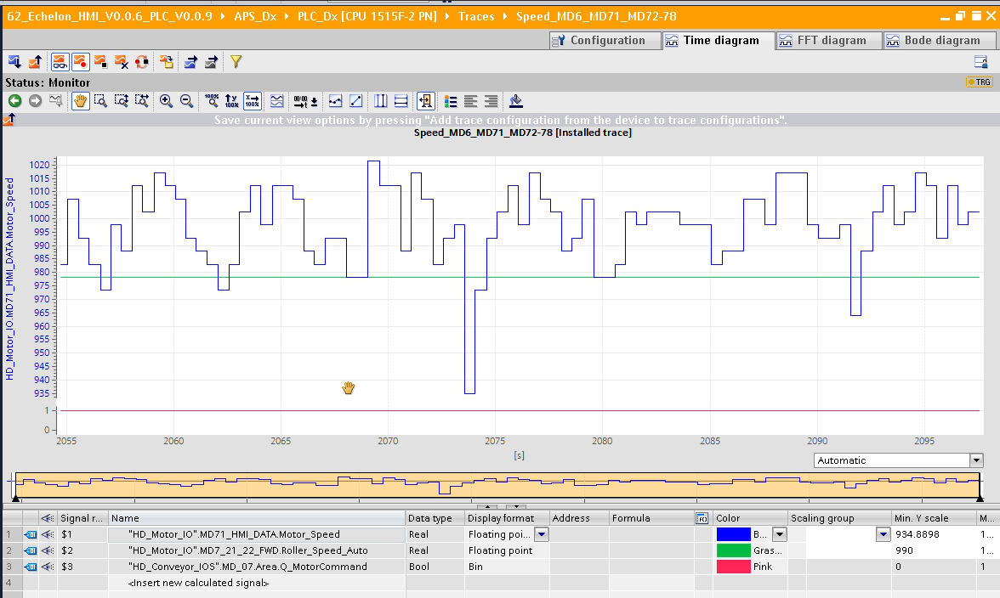 62_Echelon_HMI_V0.0.6_PLC_V0.0.9 APS_Dx PLC_Dx [CPU 1515F-2 PN] Traces Speed_MD6_MD71_MD72-78
Configuration Time diagram FFT diagram Bode diagram
Status: Monitor
TRG
Save current view options by pressing "Add trace configuration from the device to trace configurations".
Speed_MD6_MD71_MD72-78 [Installed trace]
HD_Motor_IO.MD71_HMI_DATA.Motor_Speed
1020
1015
1010
1005
1000
995
990
985
980
975
970
965
960
955
950
945
940
935
1
0
2055 2060 2065 2070 2075 2080 2085 2090 2095
[s]
Automatic
Signal r... Name Data type Display format Address Formula Color Scaling group Min. Y scale M...
1 $1 "HD_Motor_IO".MD71_HMI_DATA.Motor_Speed Real Floating poi... B... 934.8898 1...
2 $2 "HD_Motor_IO".MD7_21_22_FWD.Roller_Speed_Auto Real Floating point Gras... 990 1...
3 $3 "HD_Conveyor_IOS".MD_07.Area.Q_MotorCommand Bool Bin Pink 0 1
4 <Insert new calculated signal>